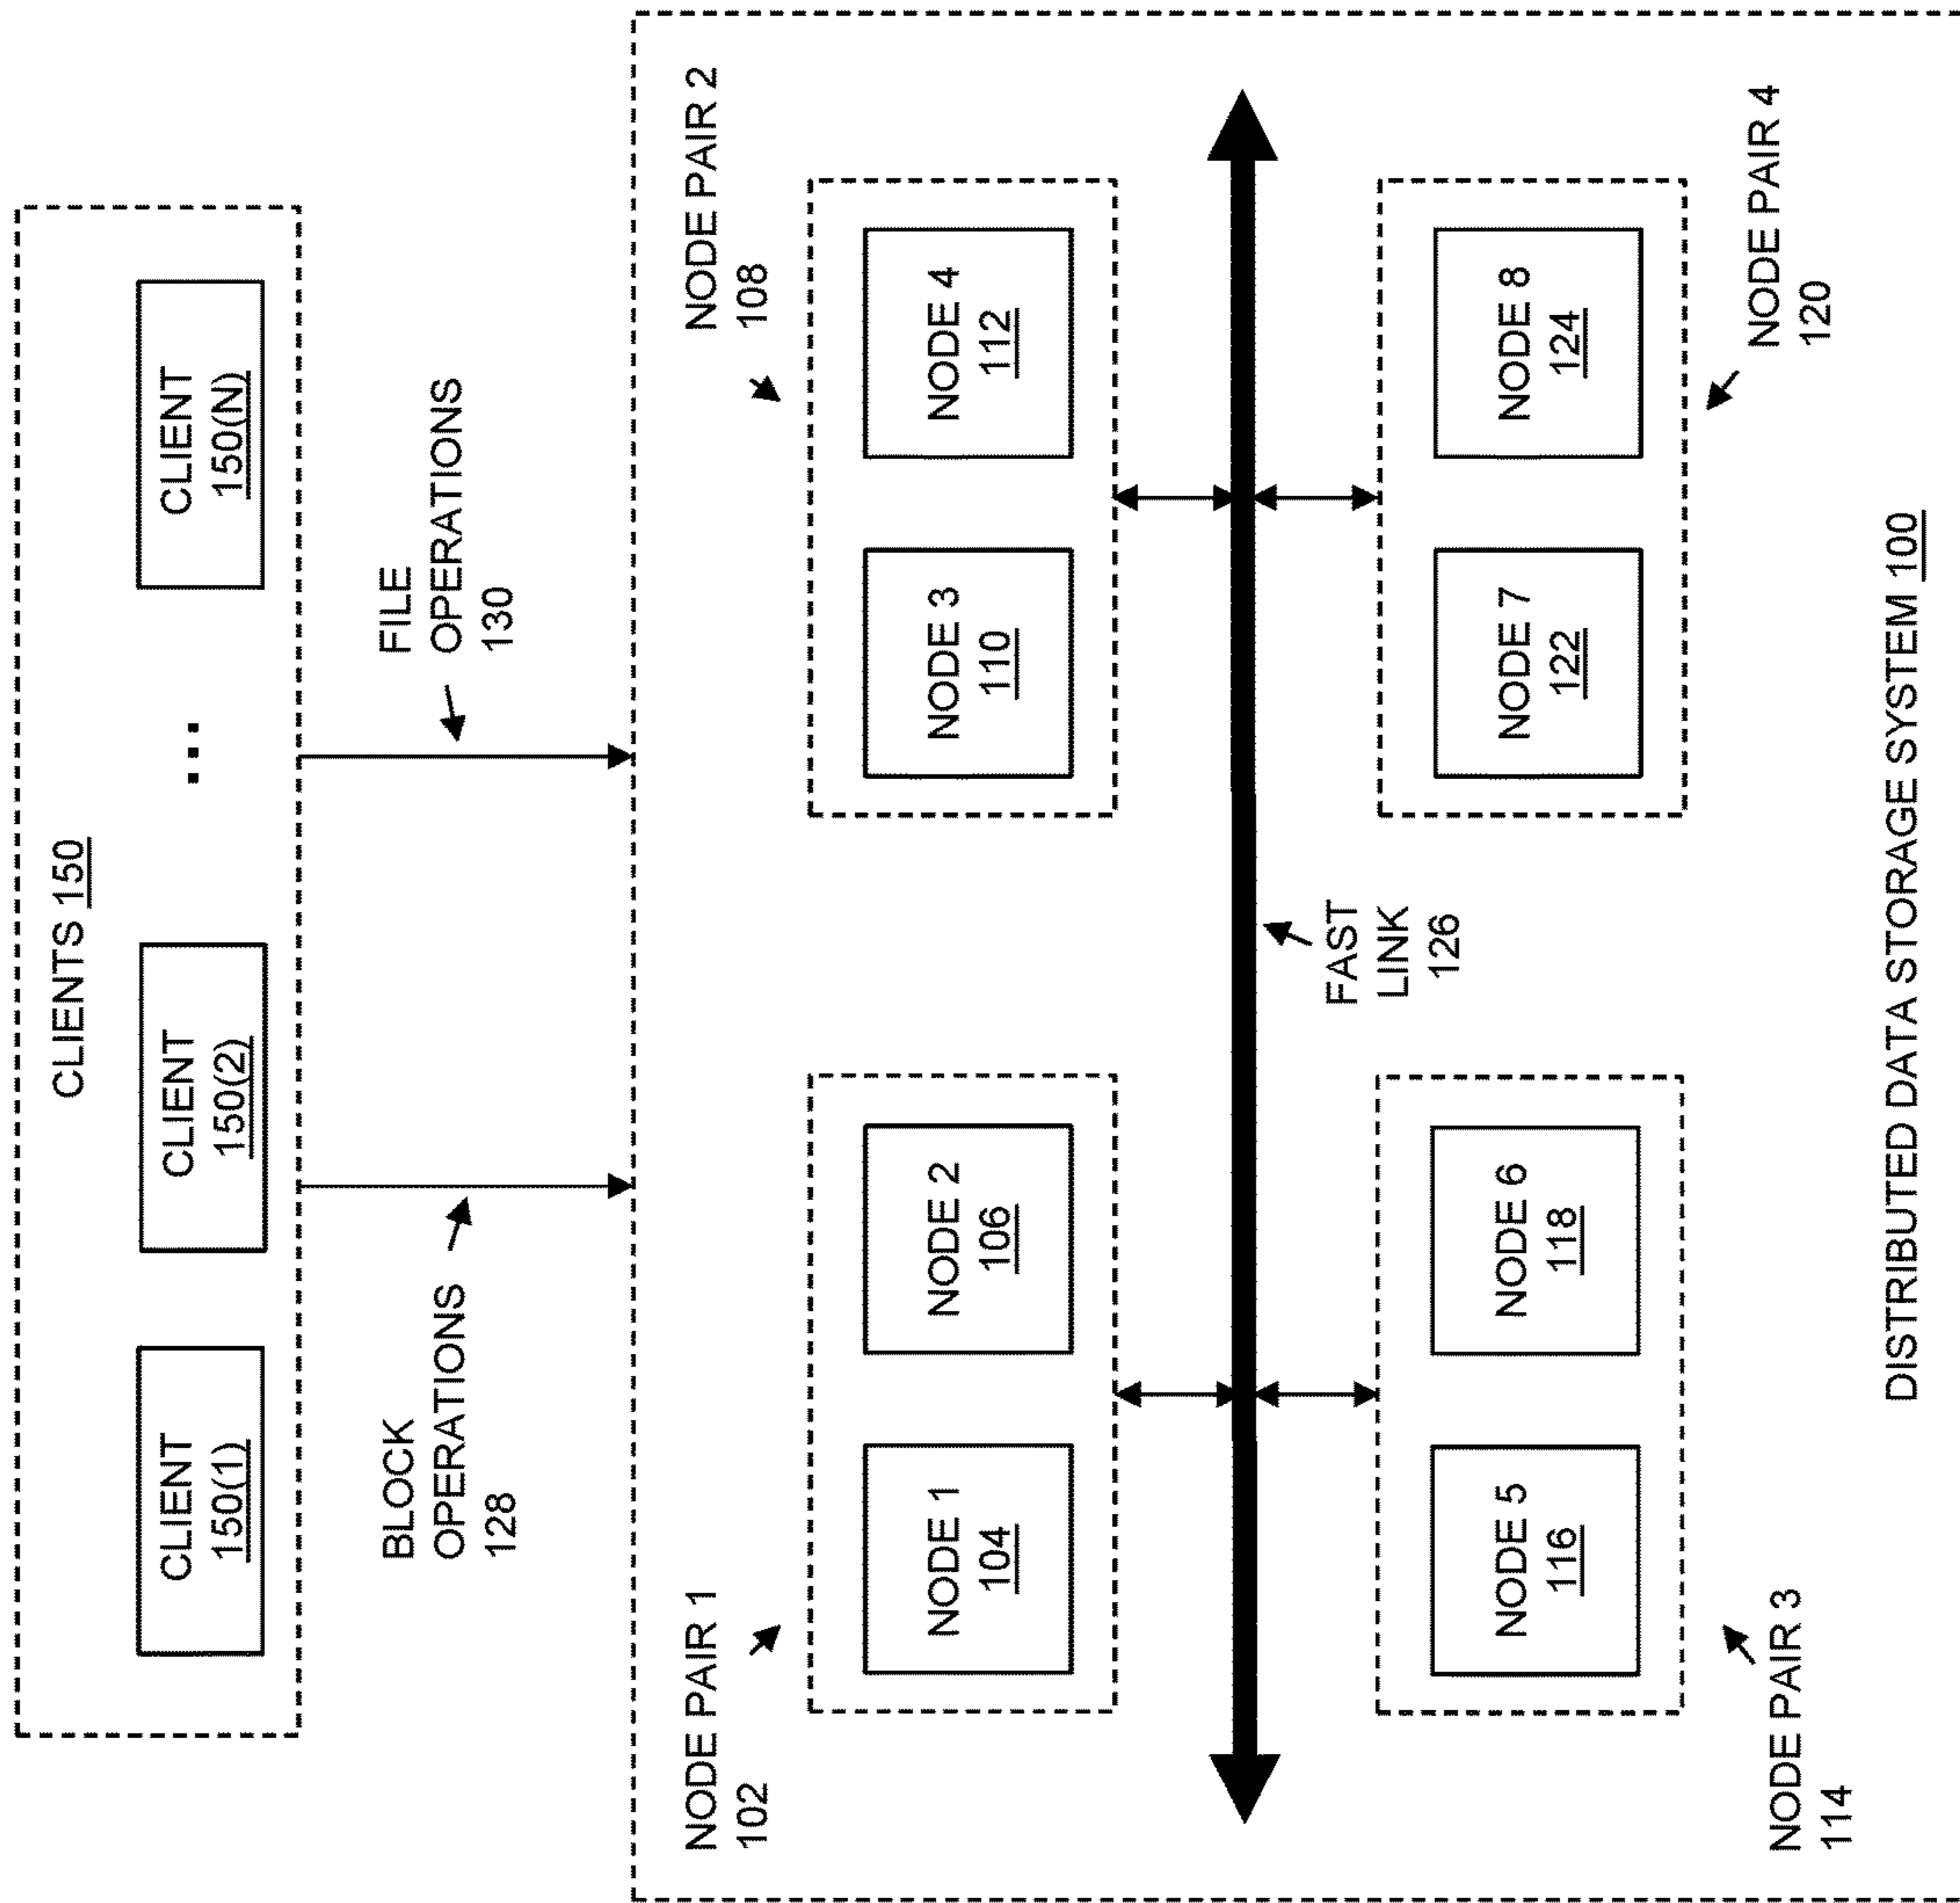 CLIENTS 150
CLIENT
150(1)
CLIENT
150(2)
...
CLIENT
150(N)
BLOCK
OPERATIONS
128
FILE
OPERATIONS
130
NODE PAIR 1
102
NODE 1
104
NODE 2
106
NODE PAIR 2
108
NODE 3
110
NODE 4
112
FAST
LINK
126
NODE PAIR 3
114
NODE 5
116
NODE 6
118
NODE 7
122
NODE 8
124
NODE PAIR 4
120
DISTRIBUTED DATA STORAGE SYSTEM 100